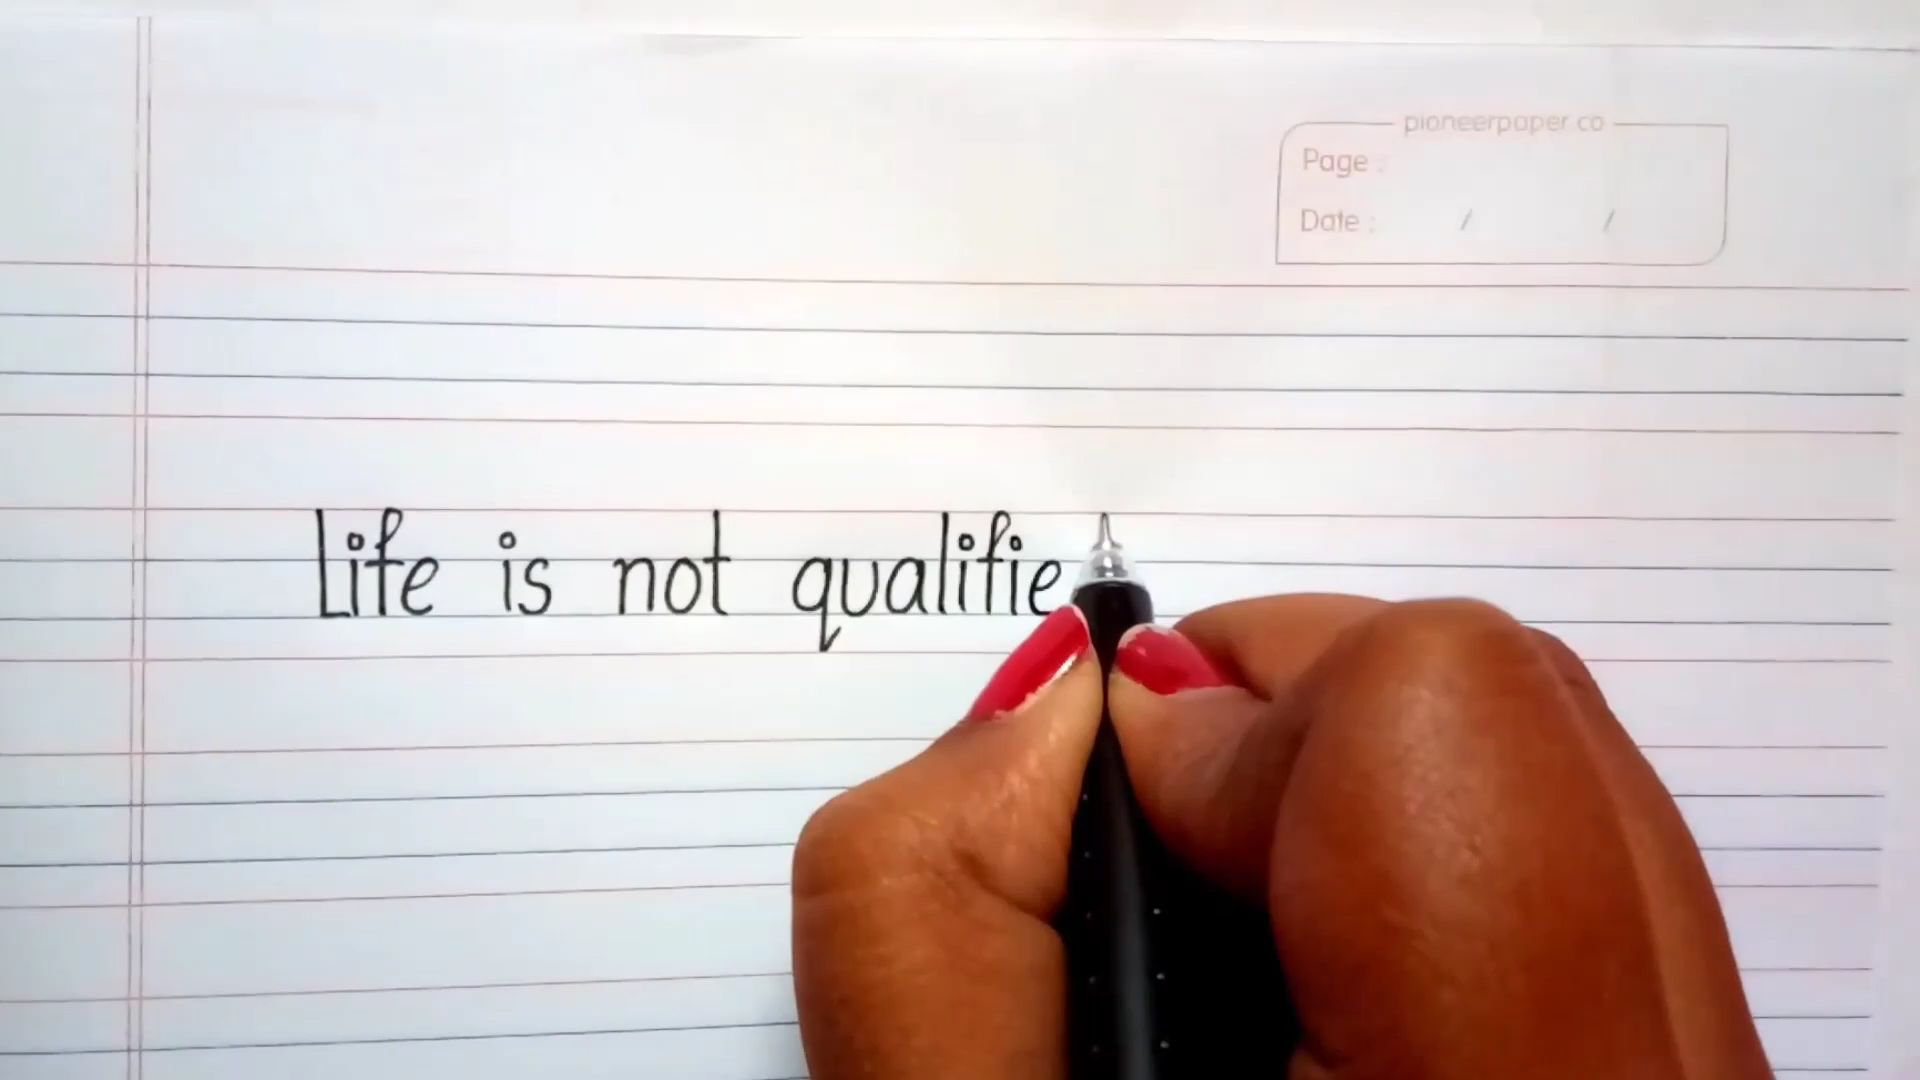 pioneerpaper.co
Page :
Date : / /
Life is not qualifie